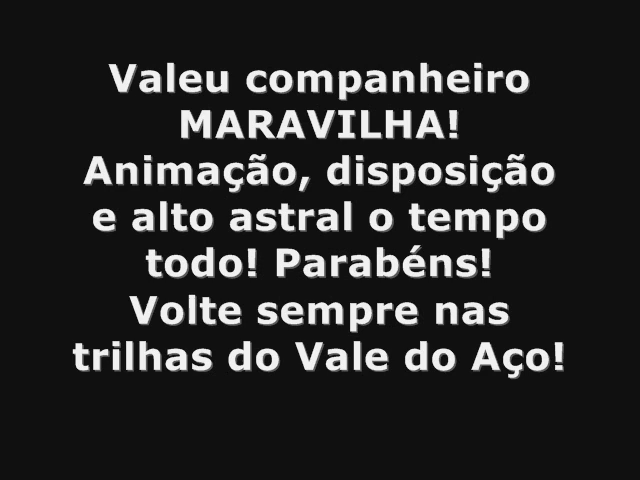 Valeu companheiro
MARAVILHA!
Animação, disposição
e alto astral o tempo
todo! Parabéns!
Volte sempre nas
trilhas do Vale do Aço!